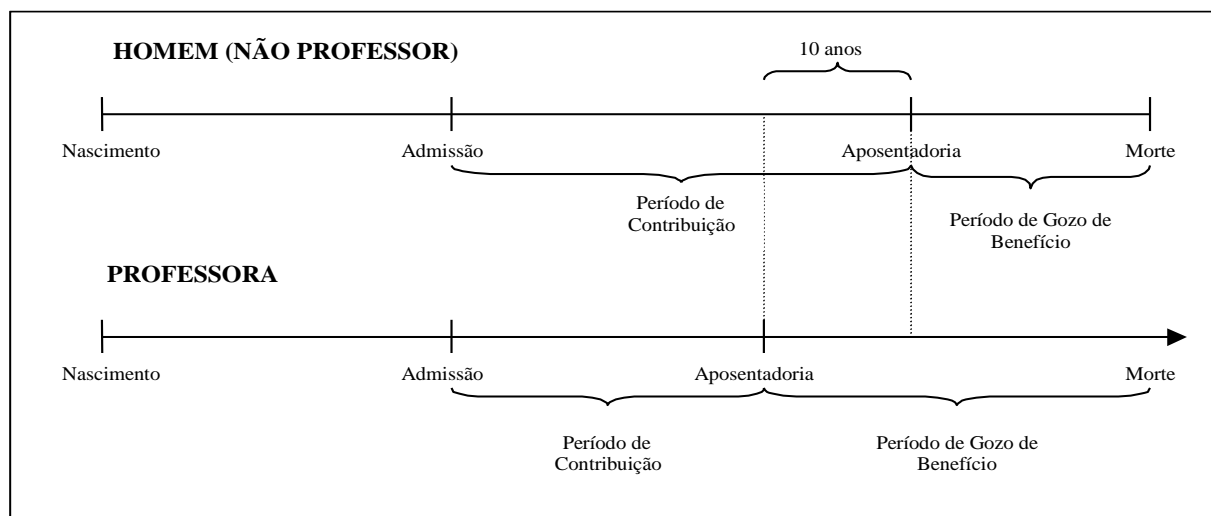 10 anos
HOMEM (NÃO PROFESSOR)
Nascimento
Admissão
Aposentadoria
Morte
Período de
Contribuição
Período de Gozo de
Benefício
PROFESSORA
Nascimento
Admissão
Aposentadoria
Morte
Período de
Contribuição
Período de Gozo de
Benefício